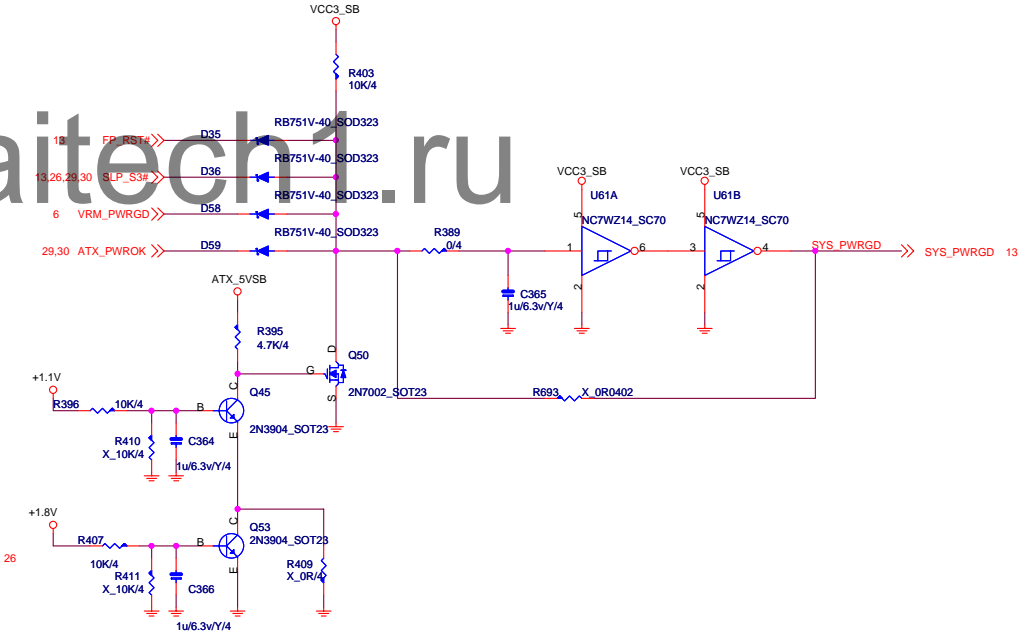 VCC3_SB
R403
10K/4
RB751V-40_SOD323
13 FP_RST# D35
RB751V-40_SOD323
13,26,29,30 SLP_S3# D36
RB751V-40_SOD323
6 VRM_PWRGD D58
RB751V-40_SOD323
29,30 ATX_PWROK D59
aitech1.ru
VCC3_SB VCC3_SB
U61A U61B
NC7WZ14_SC70 NC7WZ14_SC70
5 5
R389
0/4
1 6 3 4
2 2
SYS_PWRGD SYS_PWRGD 13
C365
1u/6.3v/Y/4
ATX_5VSB
R395
4.7K/4
D
G
S
Q50
2N7002_SOT23
R693 X_0R0402
+1.1V
R396 10K/4
B
C
E
Q45
2N3904_SOT23
R410
X_10K/4
C364
1u/6.3v/Y/4
+1.8V
R407
10K/4
B
C
E
Q53
2N3904_SOT23
26
R411
X_10K/4
C366
1u/6.3v/Y/4
R409
X_0R/4